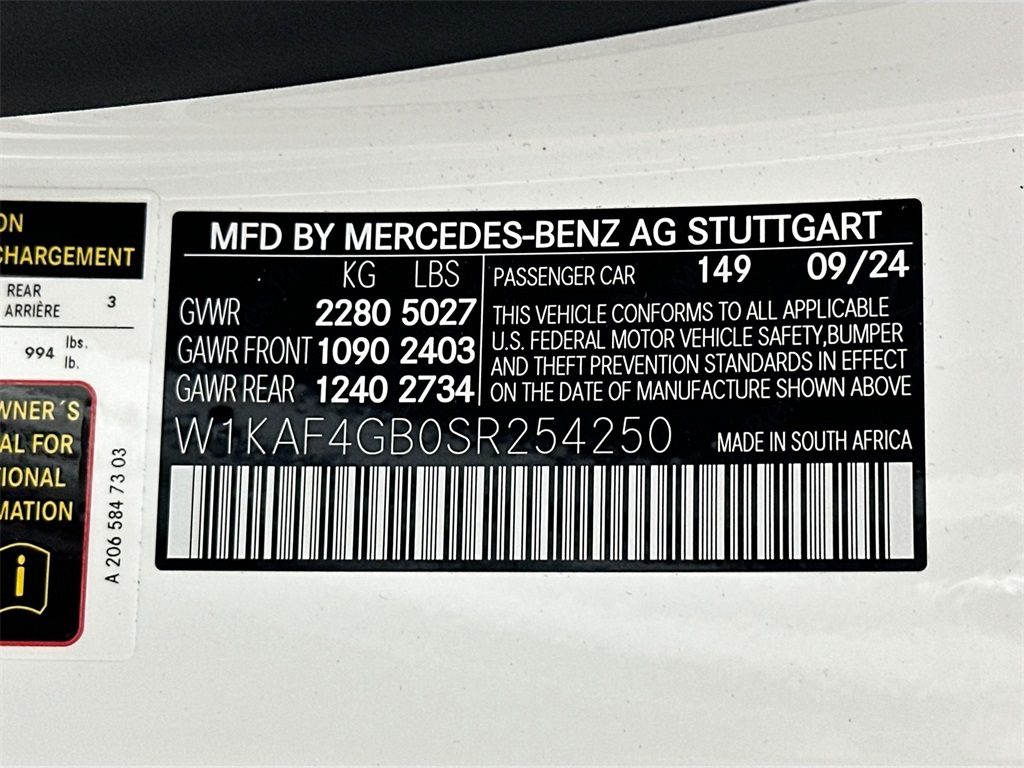 ON
CHARGEMENT
REAR
ARRIÈRE
3
994 lbs.
lb.
WNER´S
AL FOR
IONAL
MATION
i
A 206 584 73 03
MFD BY MERCEDES-BENZ AG STUTTGART
KG LBS
GVWR 2280 5027
GAWR FRONT 1090 2403
GAWR REAR 1240 2734
PASSENGER CAR 149 09/24
THIS VEHICLE CONFORMS TO ALL APPLICABLE
U.S. FEDERAL MOTOR VEHICLE SAFETY,BUMPER
AND THEFT PREVENTION STANDARDS IN EFFECT
ON THE DATE OF MANUFACTURE SHOWN ABOVE
W1KAF4GB0SR254250 MADE IN SOUTH AFRICA